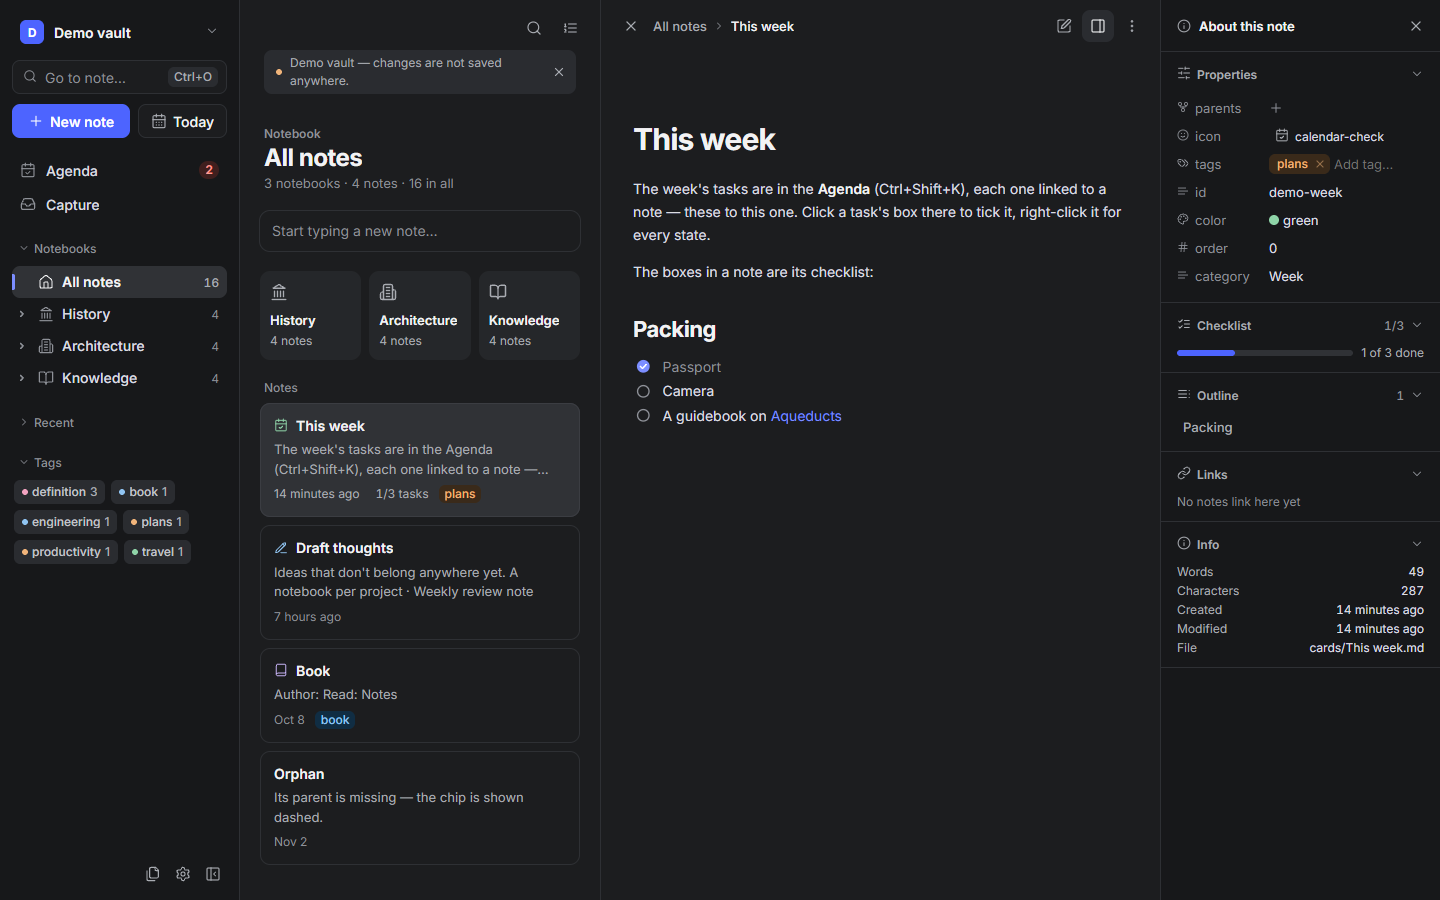 D Demo vault
Go to note... Ctrl+O
New note Today
Agenda 2
Capture
Notebooks
All notes 16
History 4
Architecture 4
Knowledge 4
Recent
Tags
definition 3 book 1
engineering 1 plans 1
productivity 1 travel 1
Demo vault — changes are not saved
anywhere.
Notebook
All notes
3 notebooks · 4 notes · 16 in all
Start typing a new note...
History Architecture Knowledge
4 notes 4 notes 4 notes
Notes
This week
The week's tasks are in the Agenda
(Ctrl+Shift+K), each one linked to a note —...
14 minutes ago 1/3 tasks plans
Draft thoughts
Ideas that don't belong anywhere yet. A
notebook per project · Weekly review note
7 hours ago
Book
Author: Read: Notes
Oct 8 book
Orphan
Its parent is missing — the chip is shown
dashed.
Nov 2
All notes This week
This week
The week's tasks are in the Agenda (Ctrl+Shift+K), each one linked to a
note — these to this one. Click a task's box there to tick it, right-click it for
every state.
The boxes in a note are its checklist:
Packing
Passport
Camera
A guidebook on Aqueducts
About this note
Properties
parents
icon calendar-check
tags plans Add tag...
id demo-week
color green
order 0
category Week
Checklist 1/3
1 of 3 done
Outline 1
Packing
Links
No notes link here yet
Info
Words 49
Characters 287
Created 14 minutes ago
Modified 14 minutes ago
File cards/This week.md